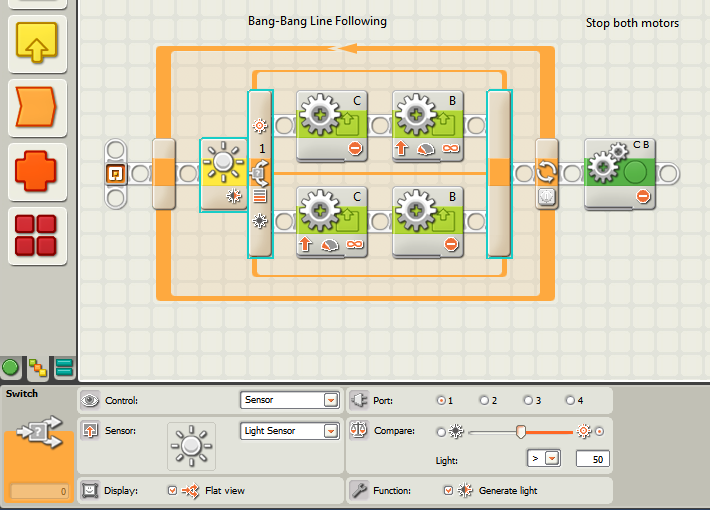 Bang-Bang Line Following
Stop both motors
C B
1
C B
C B
Switch
Control: Sensor
Port: 1 2 3 4
Sensor: Light Sensor
Compare:
Light: > 50
0
Display: Flat view
Function: Generate light